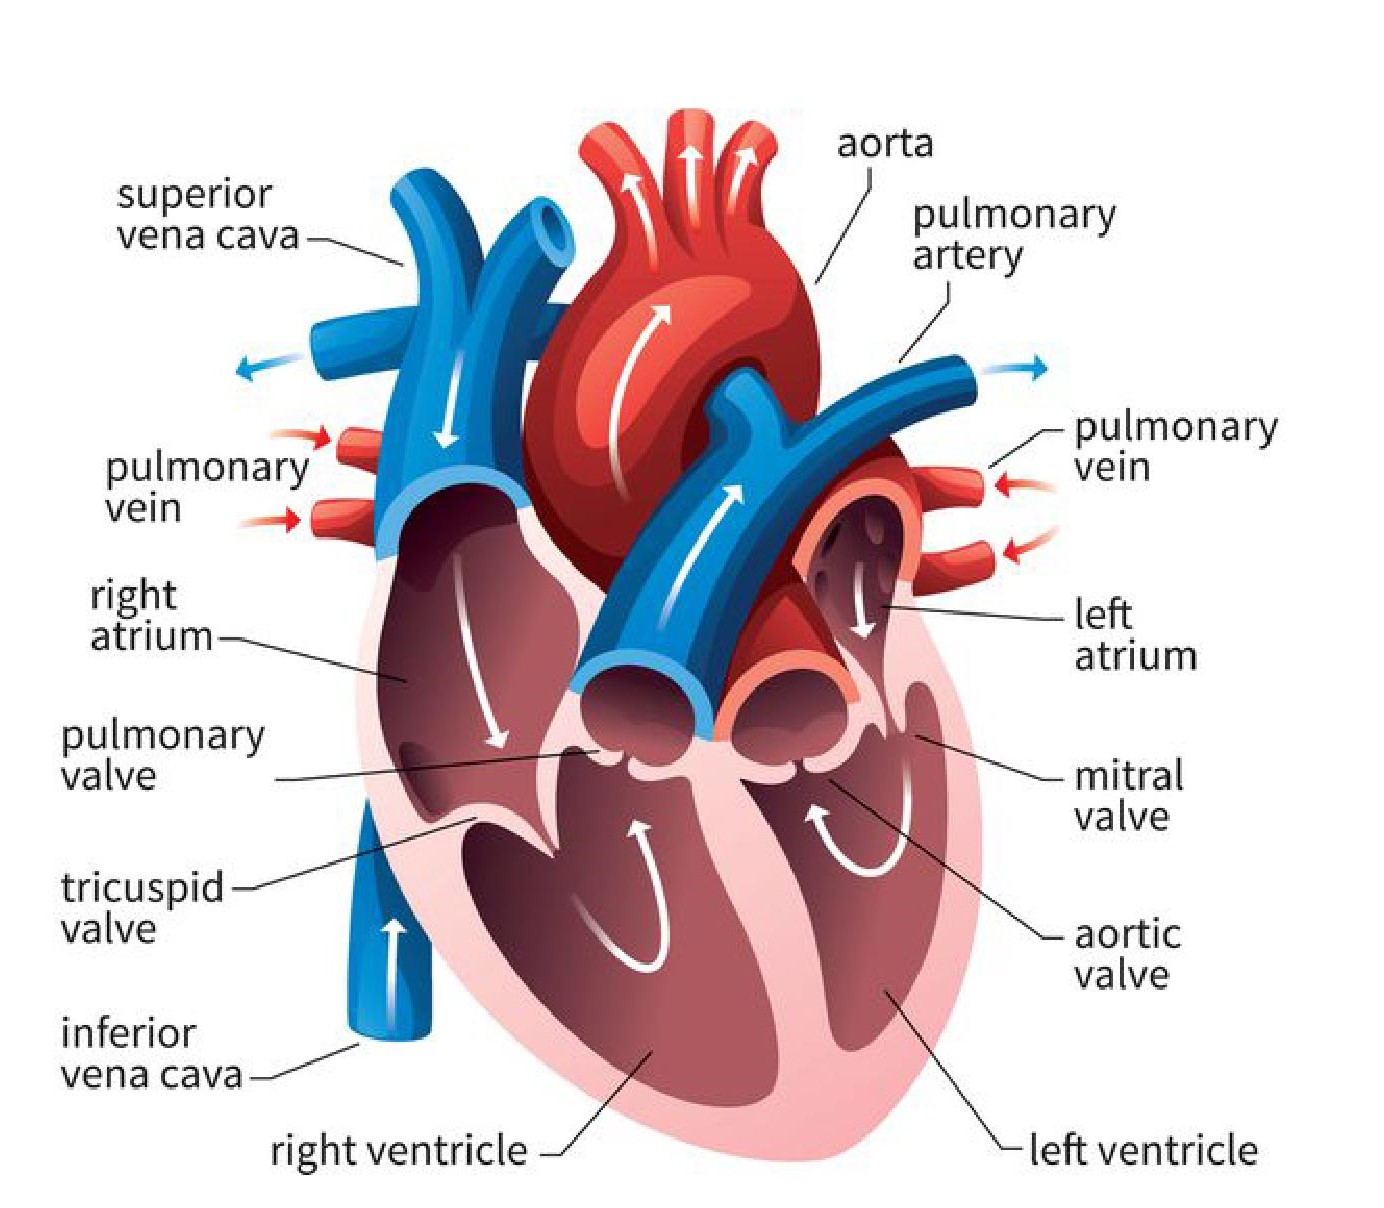 aorta
superior
vena cava
pulmonary
artery
pulmonary
vein
pulmonary
vein
right
atrium
left
atrium
pulmonary
valve
mitral
valve
tricuspid
valve
aortic
valve
inferior
vena cava
right ventricle
left ventricle